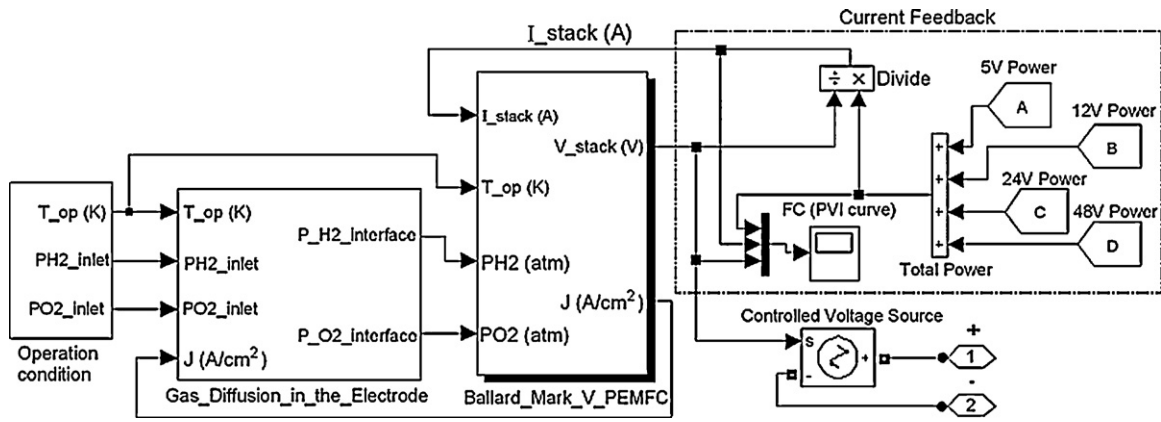 Current Feedback
I_stack (A)
÷ ×
Divide
5V Power
A
12V Power
B
24V Power
C
48V Power
D
+
+
+
+
Total Power
FC (PVI curve)
I_stack (A)
V_stack (V)
T_op (K)
PH2 (atm)
J (A/cm²)
PO2 (atm)
Ballard_Mark_V_PEMFC
T_op (K)
PH2_inlet
PO2_inlet
Operation
condition
T_op (K)
P_H2_interface
PH2_inlet
PO2_inlet
P_O2_interface
J (A/cm²)
Gas_Diffusion_in_the_Electrode
Controlled Voltage Source
S
+
-
+
1
-
2